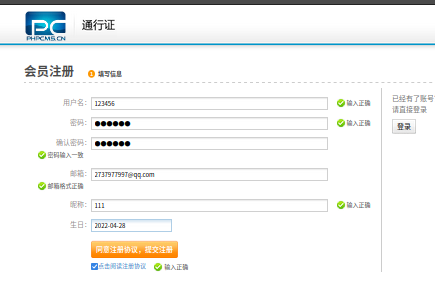 PC
PHPCMS.CN
通行证
会员注册
1 填写信息
用户名： 123456 输入正确
密码： ●●●●●● 输入正确
确认密码： ●●●●●●
密码输入一致
邮箱： 2737977997@qq.com
邮箱格式正确
昵称： 111 输入正确
生日： 2022-04-28
同意注册协议，提交注册
点击阅读注册协议 输入正确
已经有了账号
请直接登录
登录